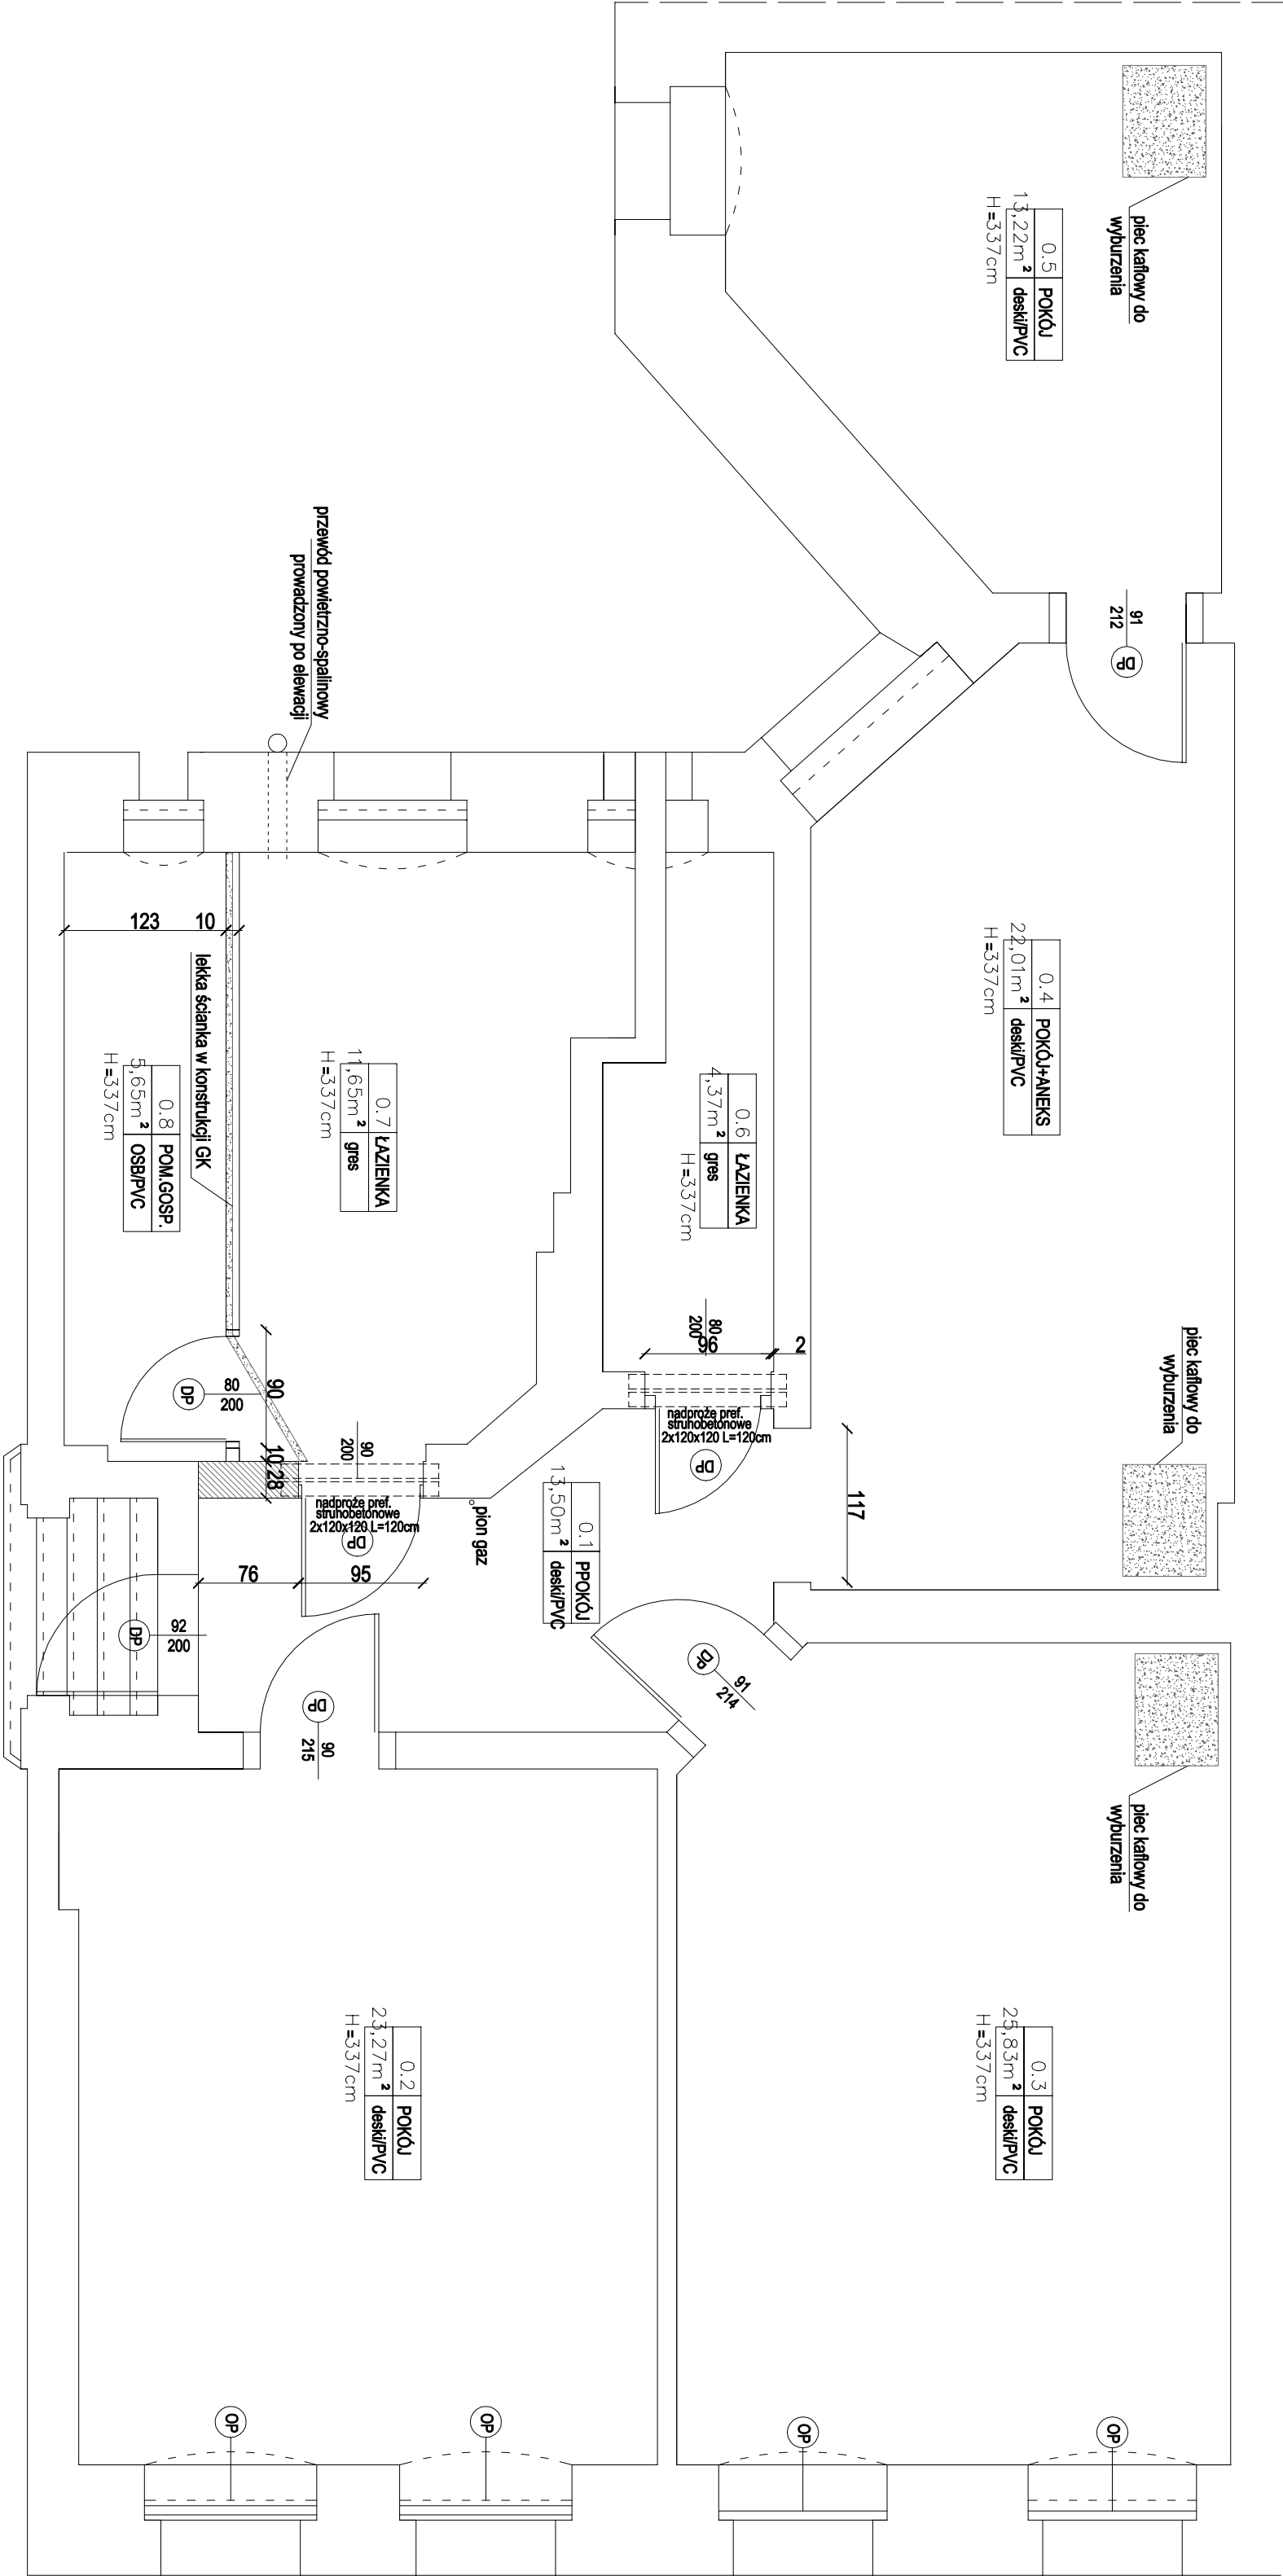 piec kaflowy do
wyburzenia
0.5 POKÓJ
13,22m² deski/PVC
H=337cm
91
212
DP
przewód powietrzno-spalinowy
prowadzony po elewacji
0.4 POKÓJ+ANEKS
22,01m² deski/PVC
H=337cm
123
10
lekka ścianka w konstrukcji GK
0.8 POM.GOSP.
5,65m² OSB/PVC
H=337cm
0.7 ŁAZIENKA
11,65m² gres
H=337cm
0.6 ŁAZIENKA
4,37m² gres
H=337cm
80
200
96
2
nadproże pref.
strunobetonowe
2x120x120 L=120cm
DP
piec kaflowy do
wyburzenia
117
80
200
DP
90
10
28
90
200
nadproże pref.
strunobetonowe
2x120x120 L=120cm
DP
pion gaz
0.1 PPOKÓJ
13,50m² deski/PVC
76
95
92
200
DP
DP
90
215
DP
91
214
piec kaflowy do
wyburzenia
0.2 POKÓJ
23,27m² deski/PVC
H=337cm
0.3 POKÓJ
25,83m² deski/PVC
H=337cm
OP
OP
OP
OP